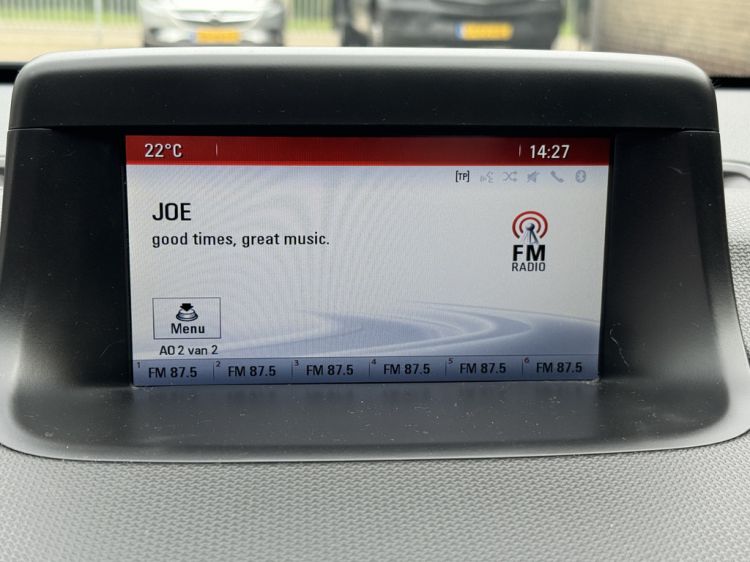 22°C 14:27
[TP]
JOE
good times, great music.
FM
RADIO
Menu
AO 2 van 2
1 FM 87.5 2 FM 87.5 3 FM 87.5 4 FM 87.5 5 FM 87.5 6 FM 87.5